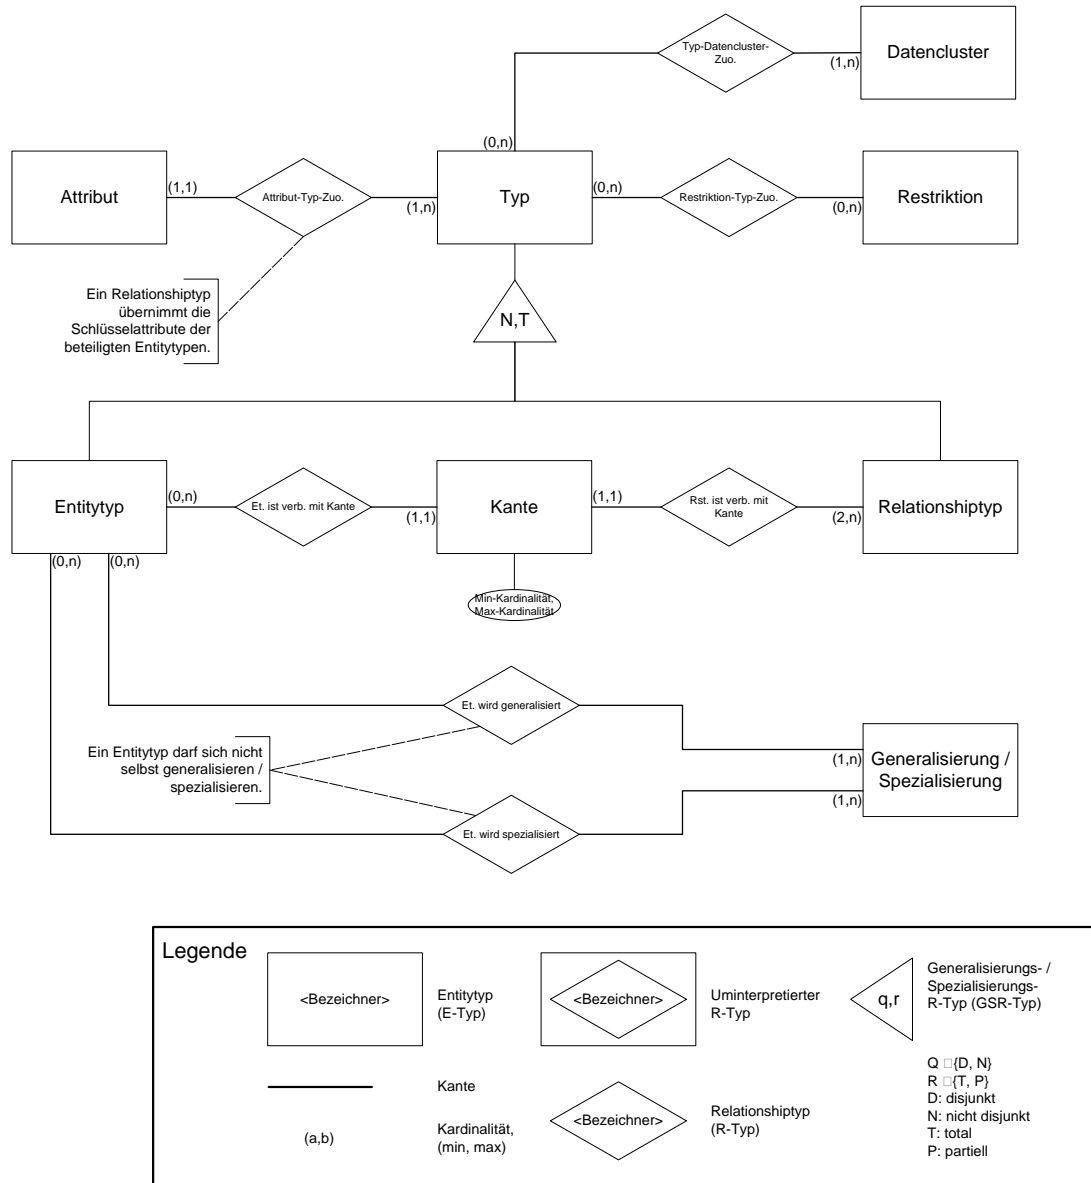 Typ-Datencluster-
Zuo.
(1,n)
Datencluster
(0,n)
Attribut
(1,1)
Attribut-Typ-Zuo.
(1,n)
Typ
(0,n)
Restriktion-Typ-Zuo.
(0,n)
Restriktion
Ein Relationshiptyp
übernimmt die
Schlüsselattribute der
beteiligten Entitytypen.
N,T
Entitytyp
(0,n)
Et. ist verb. mit Kante
(1,1)
Kante
(1,1)
Rst. ist verb. mit
Kante
(2,n)
Relationshiptyp
(0,n)
(0,n)
Min-Kardinalität,
Max-Kardinalität
Et. wird generalisiert
(1,n)
Ein Entitytyp darf sich nicht
selbst generalisieren /
spezialisieren.
Generalisierung /
Spezialisierung
(1,n)
Et. wird spezialisiert
Legende
<Bezeichner>
Entitytyp
(E-Typ)
<Bezeichner>
Uminterpretierter
R-Typ
q,r
Generalisierungs- /
Spezialisierungs-
R-Typ (GSR-Typ)
Kante
(a,b)
Kardinalität,
(min, max)
<Bezeichner>
Relationshiptyp
(R-Typ)
Q □{D, N}
R □{T, P}
D: disjunkt
N: nicht disjunkt
T: total
P: partiell